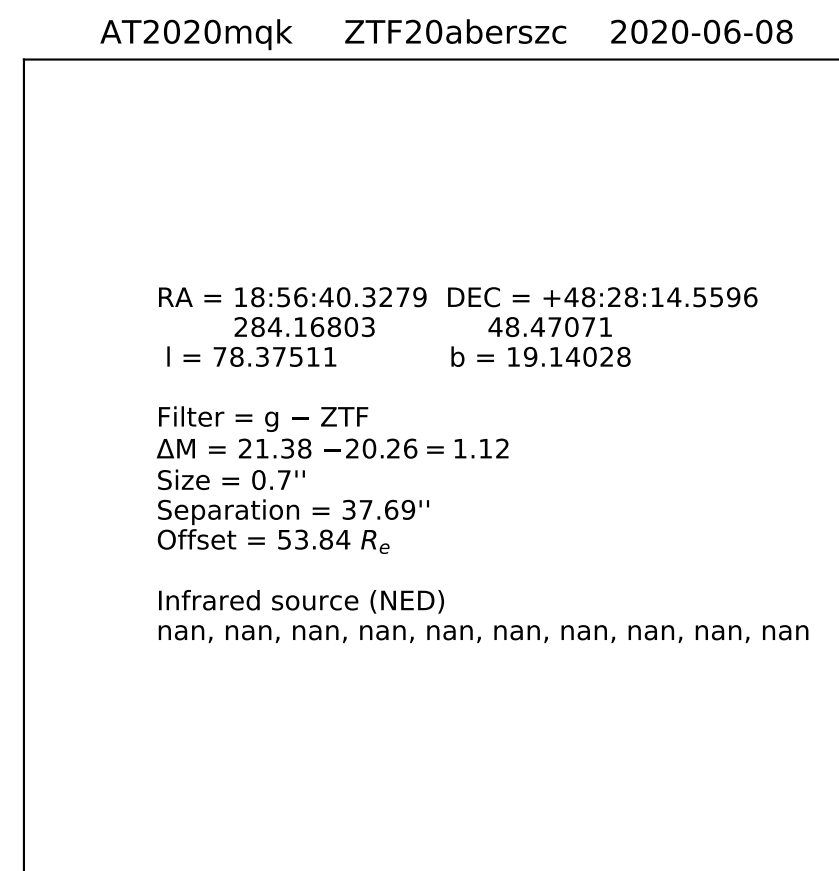 AT2020mqk ZTF20aberszc 2020-06-08
RA = 18:56:40.3279 DEC = +48:28:14.5596
284.16803 48.47071
l = 78.37511 b = 19.14028
Filter = g − ZTF
ΔM = 21.38 −20.26 = 1.12
Size = 0.7''
Separation = 37.69''
Offset = 53.84 Rₑ
Infrared source (NED)
nan, nan, nan, nan, nan, nan, nan, nan, nan, nan